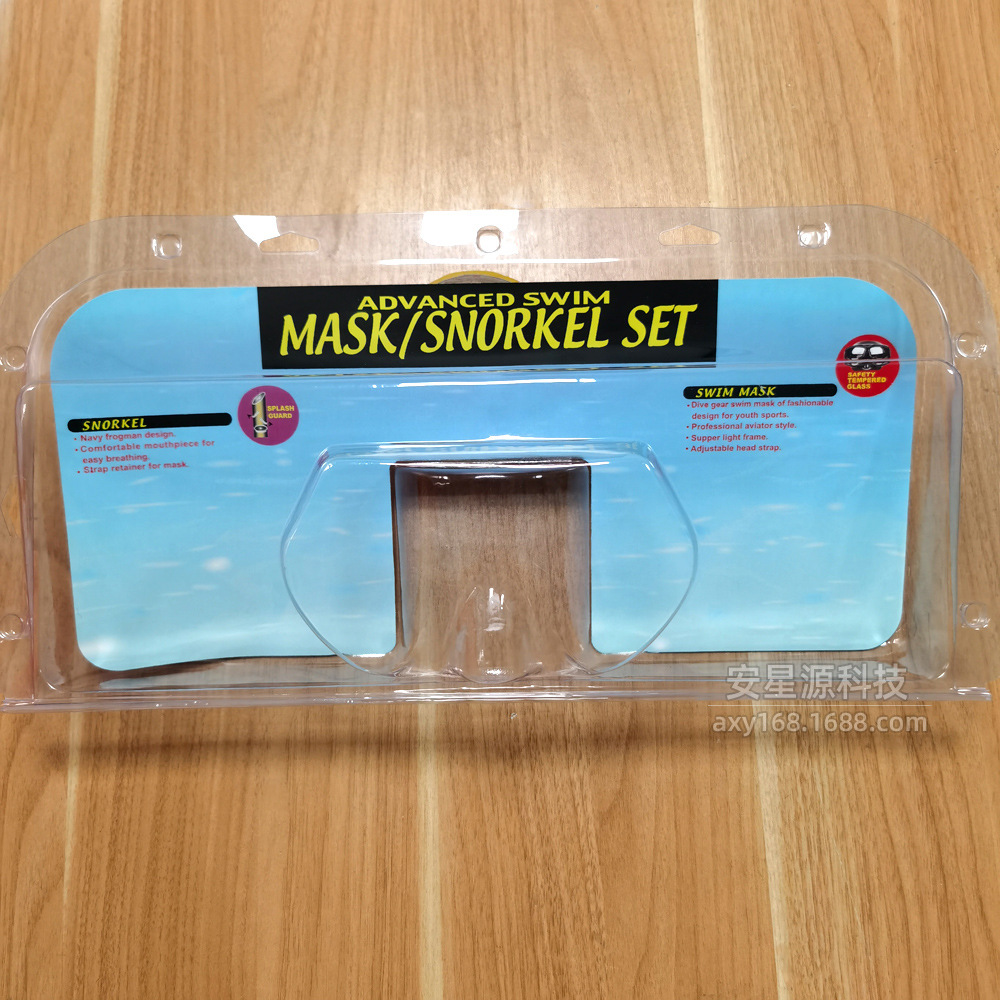 ADVANCED SWIM
MASK/SNORKEL SET
SNORKEL
• Navy frogman design.
• Comfortable mouthpiece for
easy breathing.
• Strap retainer for mask.
SPLASH
GUARD
SWIM MASK
• Dive gear swim mask of fashionable
design for youth sports.
• Professional aviator style.
• Supper light frame.
• Adjustable head strap.
SAFETY
TEMPERED
GLASS
安星源科技
axy168.1688.com